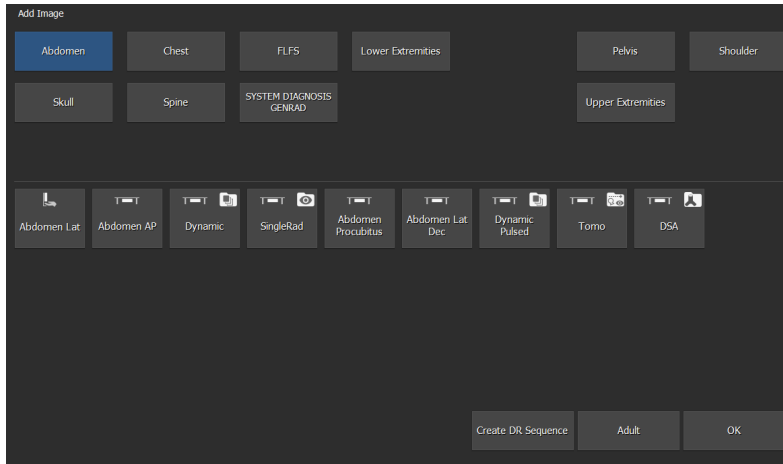 Add Image
Abdomen
Chest
FLFS
Lower Extremities
Pelvis
Shoulder
Skull
Spine
SYSTEM DIAGNOSIS
GENRAD
Upper Extremities
Abdomen Lat
Abdomen AP
Dynamic
SingleRad
Abdomen
Procubitus
Abdomen Lat
Dec
Dynamic
Pulsed
Tomo
DSA
Create DR Sequence
Adult
OK